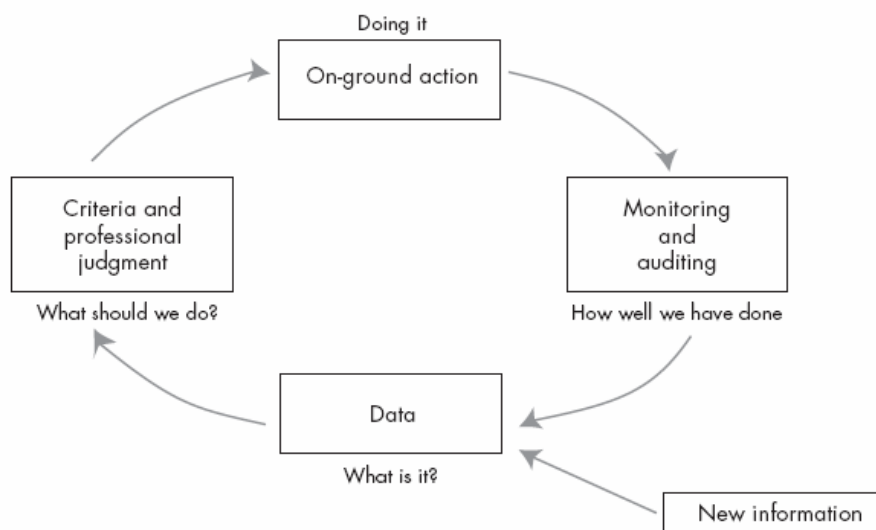 Doing it
On-ground action
Criteria and
professional
judgment
What should we do?
Monitoring
and
auditing
How well we have done
Data
What is it?
New information